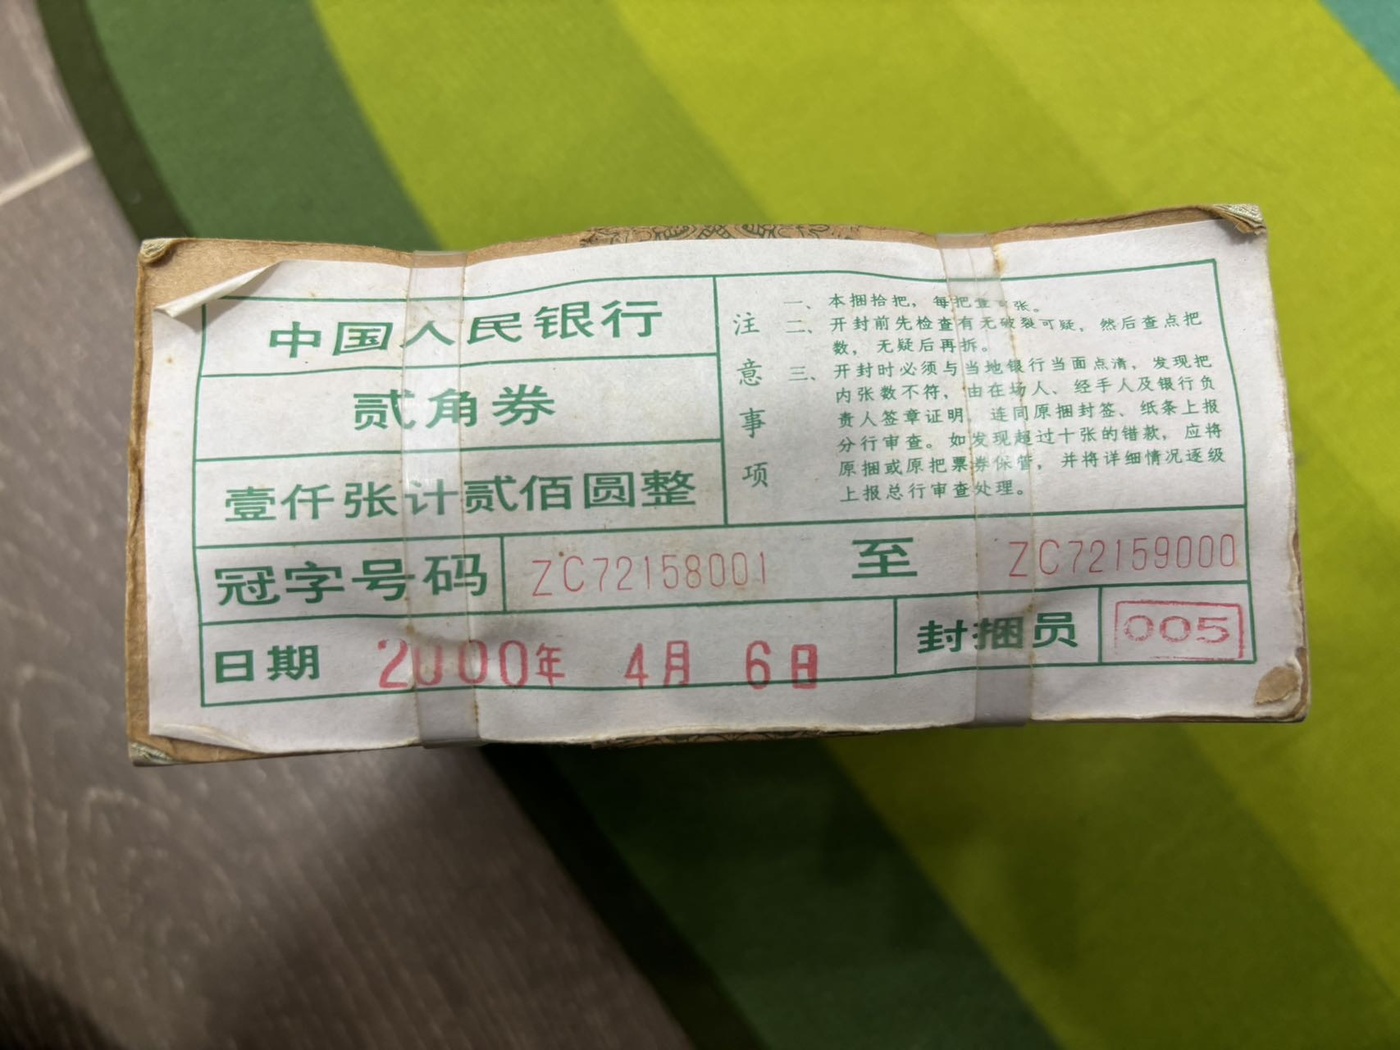 中国人民银行
贰角券
壹仟张计贰佰圆整
注意事项
一、本捆拾把，每把壹百张。
二、开封前先检查有无破裂可疑，然后查点把
数，无疑后再拆。
三、开封时必须与当地银行当面点清，发现把
内张数不符，由在场人、经手人及银行负
责人签章证明，连同原捆封签、纸条上报
分行审查。如发现超过十张的错款，应将
原捆或原把票券保管，并将详细情况逐级
上报总行审查处理。
冠字号码 ZC72158001 至 ZC72159000
日期 2000年 4月 6日 封捆员 005